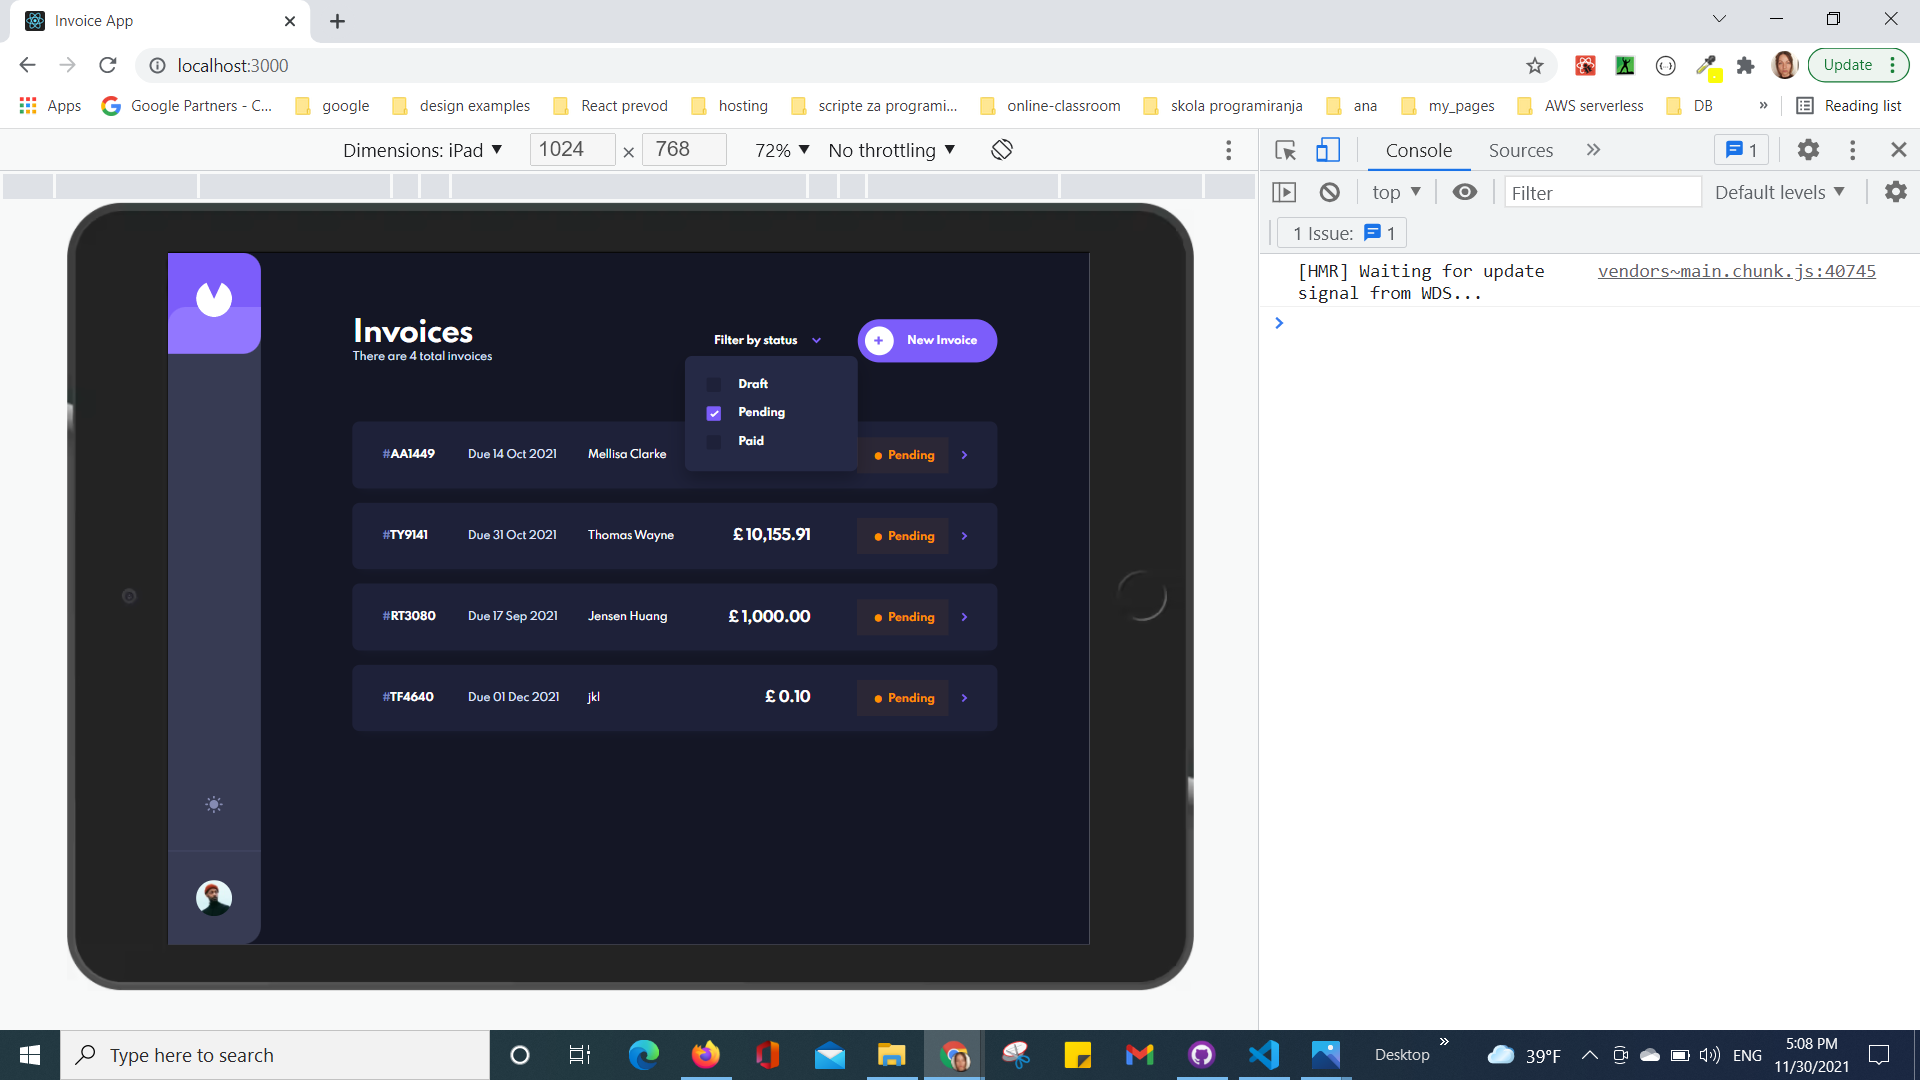 Invoice App
localhost:3000
Update
Apps
Google Partners - C...
google
design examples
React prevod
hosting
scripte za programi...
online-classroom
skola programiranja
ana
my_pages
AWS serverless
DB
»
Reading list
Dimensions: iPad
1024 × 768
72%
No throttling
Console
Sources
1
top
Filter
Default levels
1 Issue: 1
[HMR] Waiting for update
signal from WDS...
vendors~main.chunk.js:40745
Invoices
There are 4 total invoices
Filter by status
New Invoice
Draft
Pending
Paid
#AA1449 Due 14 Oct 2021 Mellisa Clarke Pending
#TY9141 Due 31 Oct 2021 Thomas Wayne £ 10,155.91 Pending
#RT3080 Due 17 Sep 2021 Jensen Huang £ 1,000.00 Pending
#TF4640 Due 01 Dec 2021 jkl £ 0.10 Pending
Type here to search
Desktop
39°F
ENG
5:08 PM
11/30/2021